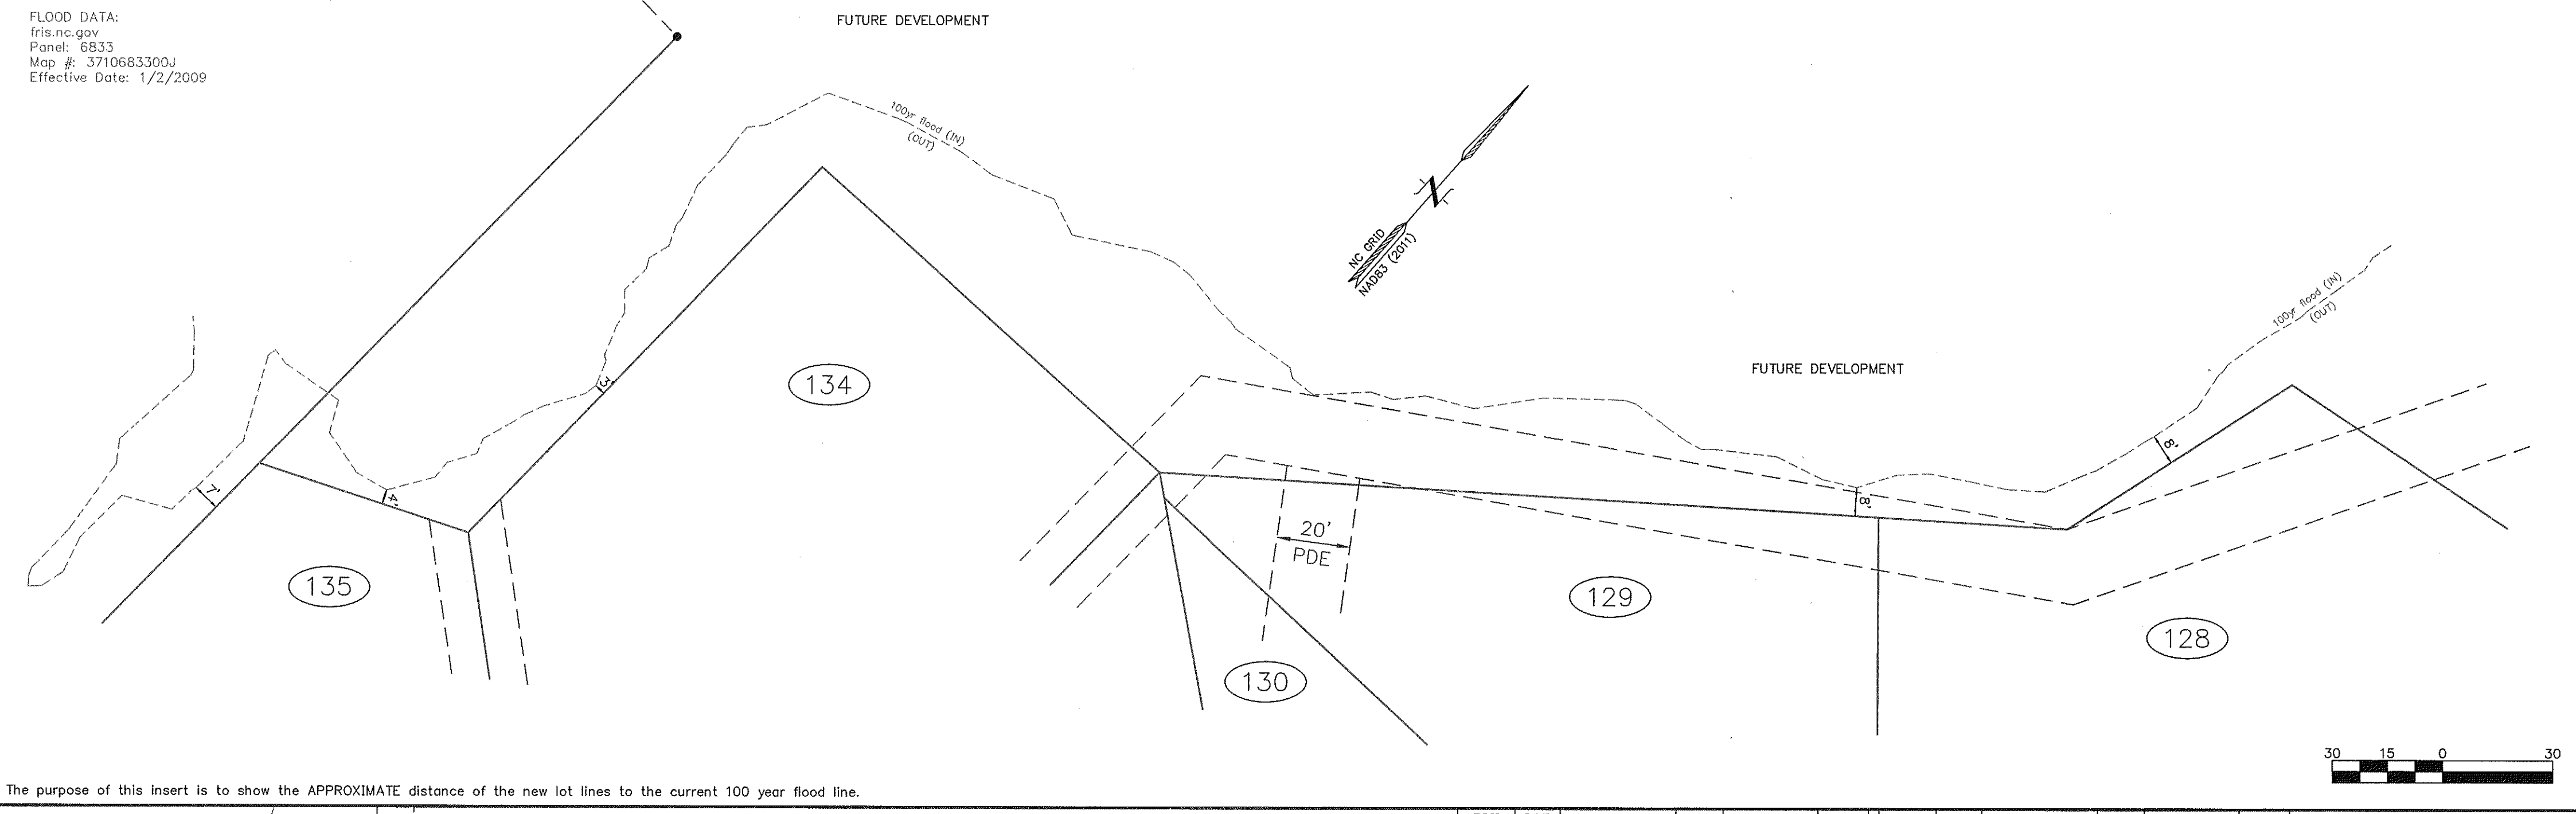 FLOOD DATA:
fris.nc.gov
Panel: 6833
Map #: 3710683300J
Effective Date: 1/2/2009
FUTURE DEVELOPMENT
100yr flood (IN)
(OUT)
N
NC GRID
NAD83 (2011)
100yr flood (IN)
(OUT)
FUTURE DEVELOPMENT
134
3'
8'
7'
4'
8'
20'
PDE
135
129
128
130
30 15 0 30
The purpose of this insert is to show the APPROXIMATE distance of the new lot lines to the current 100 year flood line.